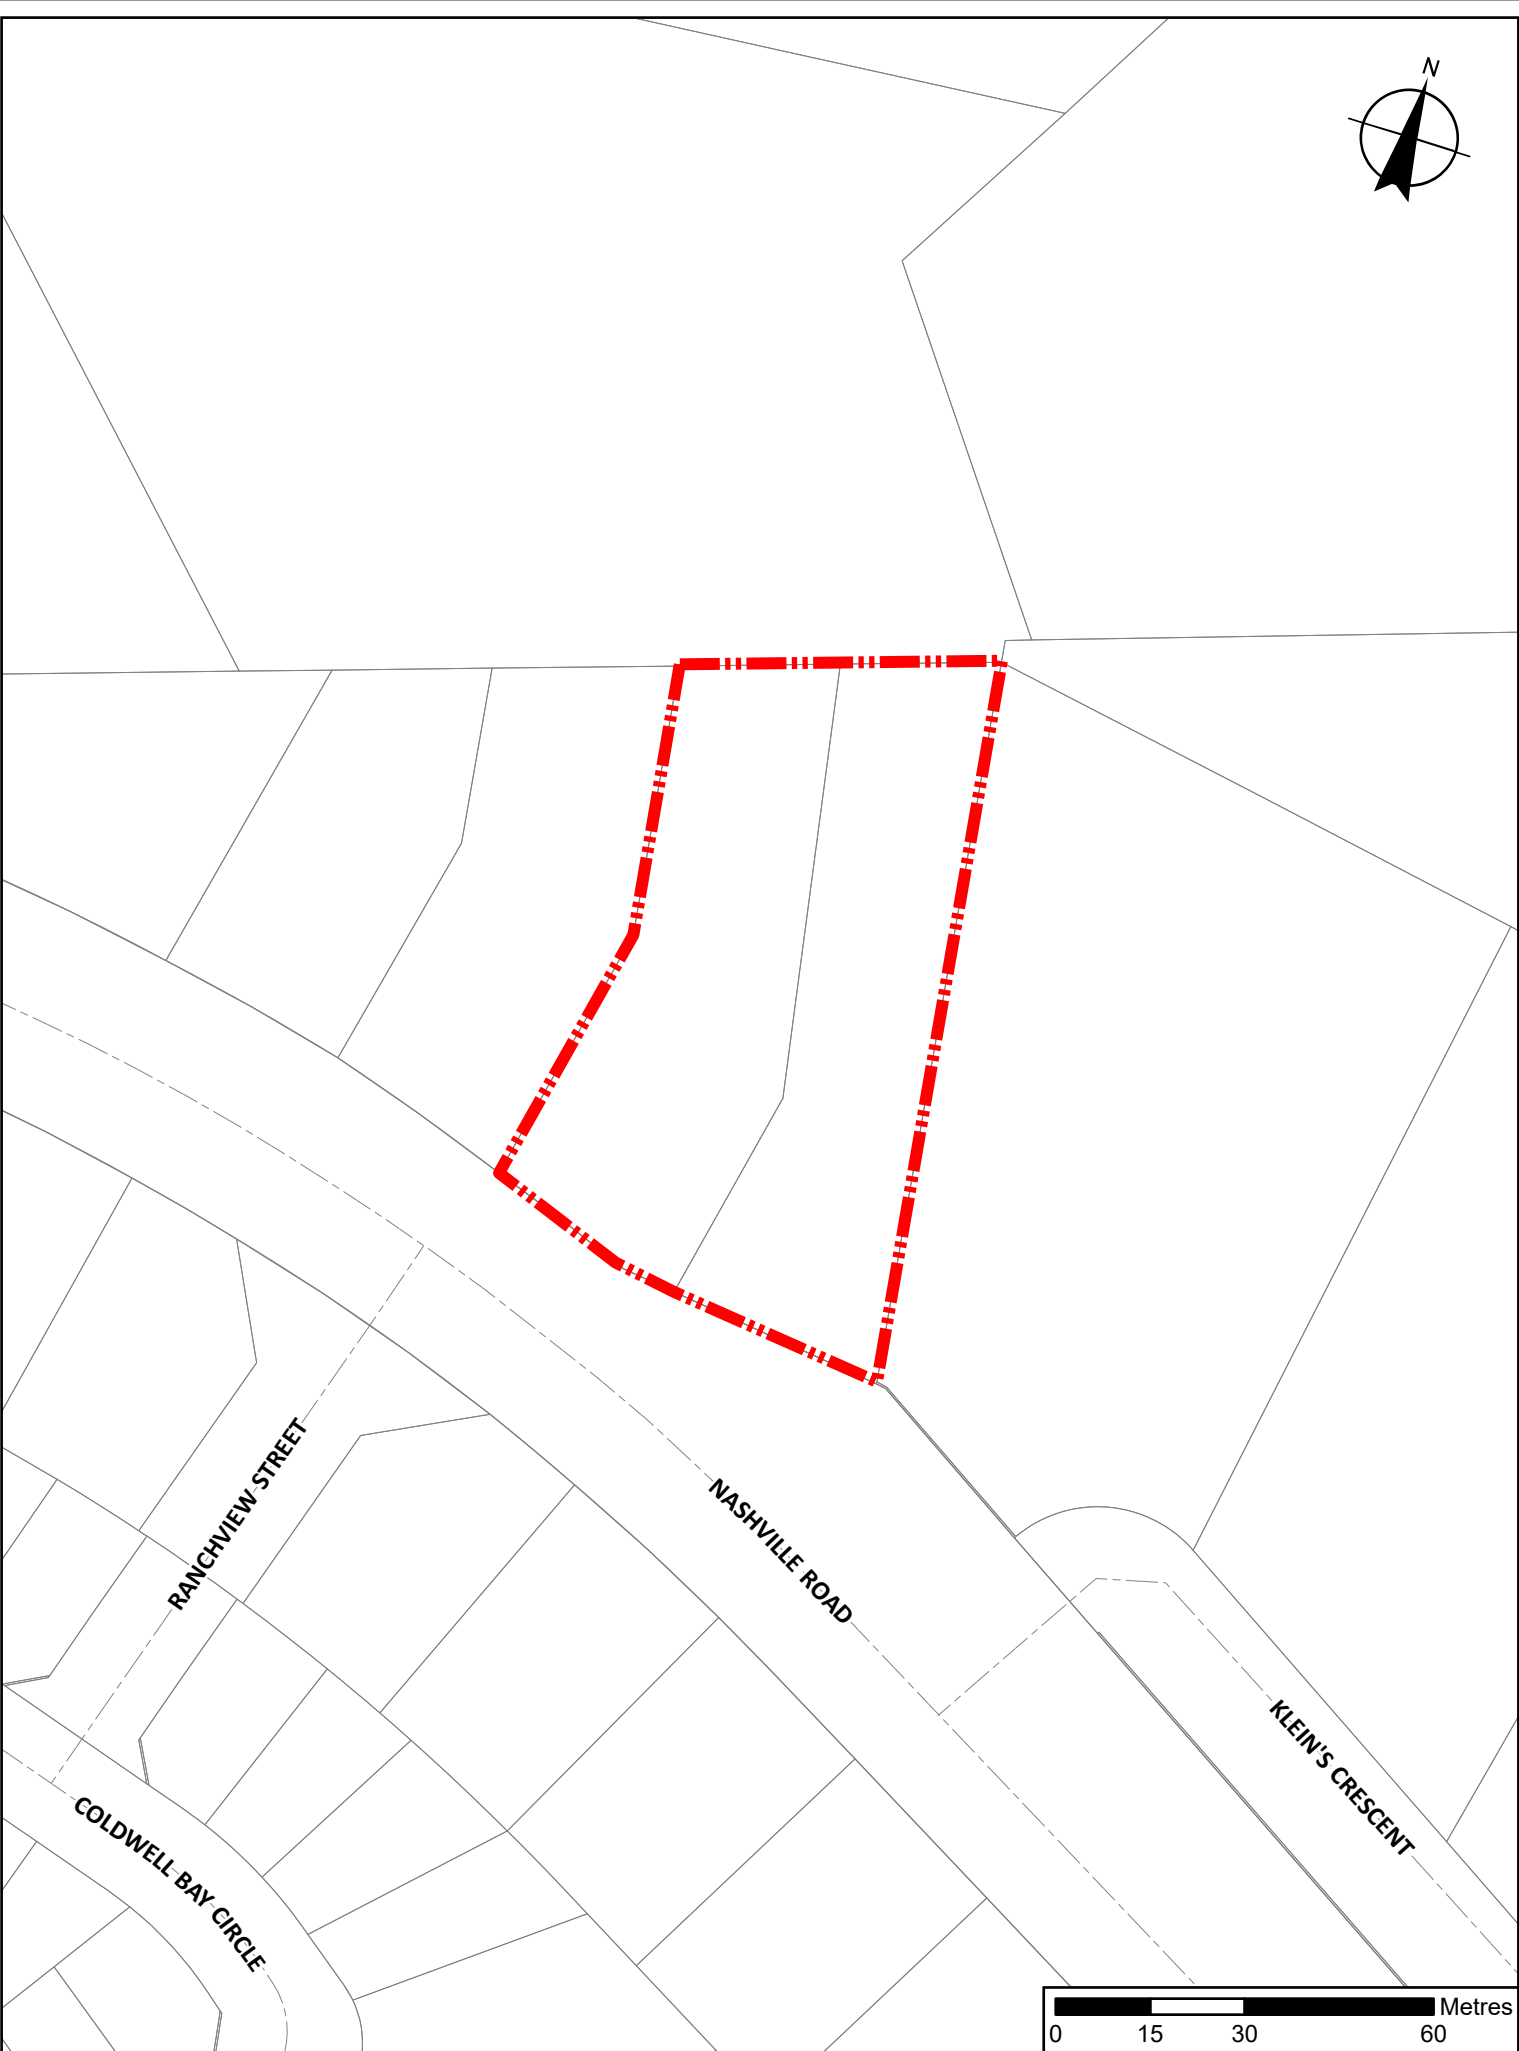 N
RANCHVIEW STREET
NASHVILLE ROAD
KLEIN'S CRESCENT
COLDWELL BAY CIRCLE
Metres
0 15 30 60